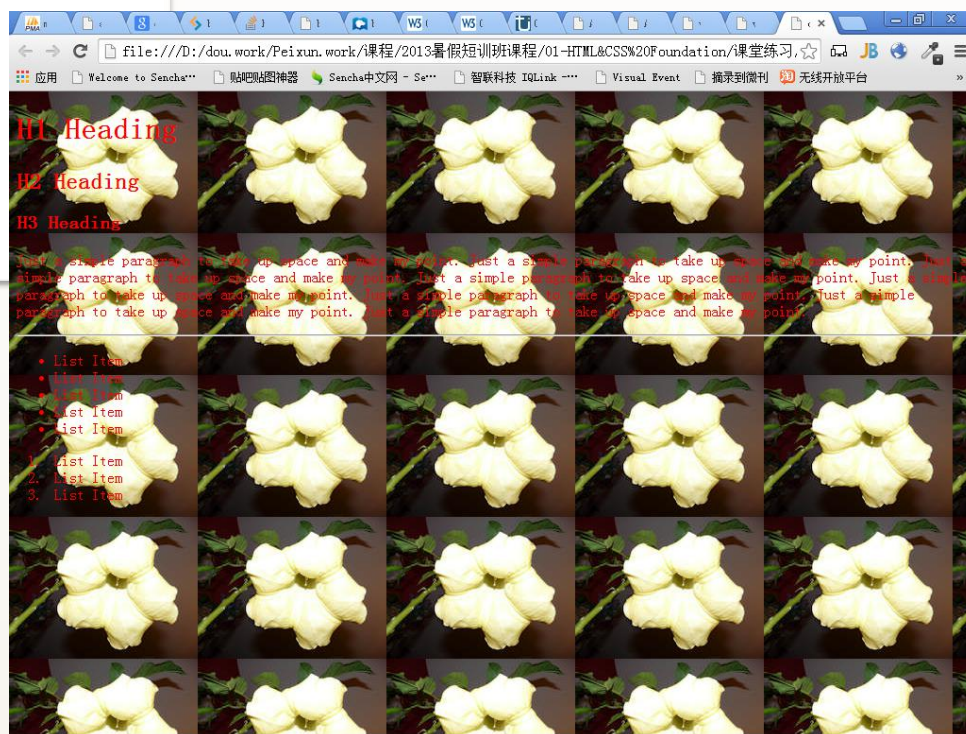 file:///D:/dou.work/Peixun.work/课程/2013暑假短训班课程/01-HTML&CSS%20Foundation/课堂练习,
应用 Welcome to Sencha… 贴吧贴图神器 Sencha中文网 - Se… 智联科技 IQLink -… Visual Event 摘录到微刊 无线开放平台 »
H1 Heading
H2 Heading
H3 Heading
Just a simple paragraph to take up space and make my point. Just a simple paragraph to take up space and make my point. Just a
simple paragraph to take up space and make my point. Just a simple paragraph to take up space and make my point. Just a simple
paragraph to take up space and make my point. Just a simple paragraph to take up space and make my point. Just a simple
paragraph to take up space and make my point. Just a simple paragraph to take up space and make my point.
• List Item
• List Item
• List Item
• List Item
• List Item
1. List Item
2. List Item
3. List Item